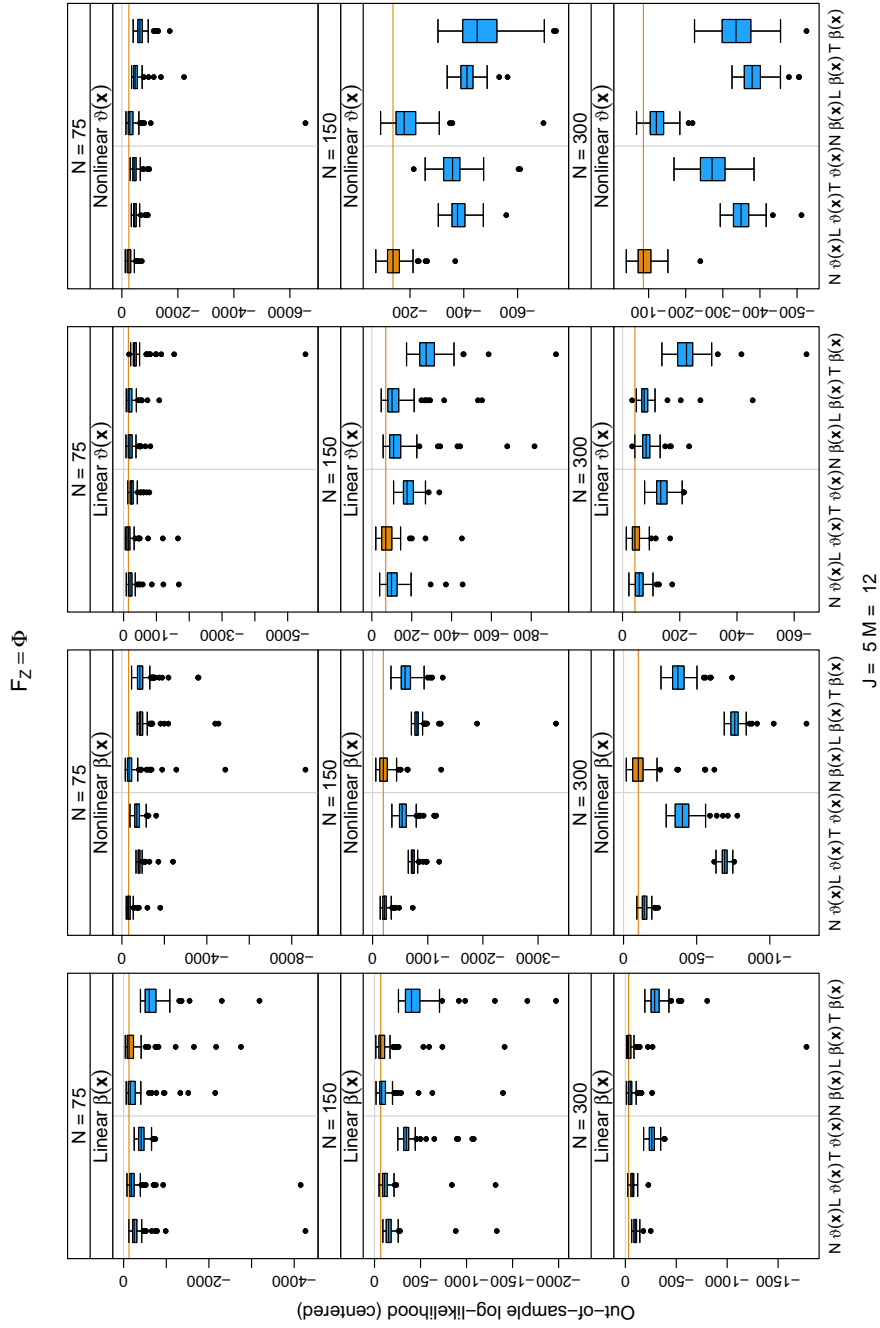 F_Z = Φ
N = 75
Linear β(x)
0
−2000
−4000
N = 75
Nonlinear β(x)
0
−4000
−8000
N = 75
Linear ϑ(x)
0
−1000
−3000
−5000
N = 75
Nonlinear ϑ(x)
0
−2000
−4000
−6000
N = 150
Linear β(x)
0
−500
−1000
−1500
−2000
N = 150
Nonlinear β(x)
0
−1000
−2000
−3000
N = 150
Linear ϑ(x)
0
−200
−400
−600
−800
N = 150
Nonlinear ϑ(x)
−200
−400
−600
N = 300
Linear β(x)
0
−500
−1000
−1500
N = 300
Nonlinear β(x)
0
−500
−1000
N = 300
Linear ϑ(x)
0
−200
−400
−600
N = 300
Nonlinear ϑ(x)
−100
−200
−300
−400
−500
Out−of−sample log−likelihood (centered)
N ϑ(x) L ϑ(x) T ϑ(x) N β(x) L β(x) T β(x)
N ϑ(x) L ϑ(x) T ϑ(x) N β(x) L β(x) T β(x)
N ϑ(x) L ϑ(x) T ϑ(x) N β(x) L β(x) T β(x)
N ϑ(x) L ϑ(x) T ϑ(x) N β(x) L β(x) T β(x)
J = 5 M = 12